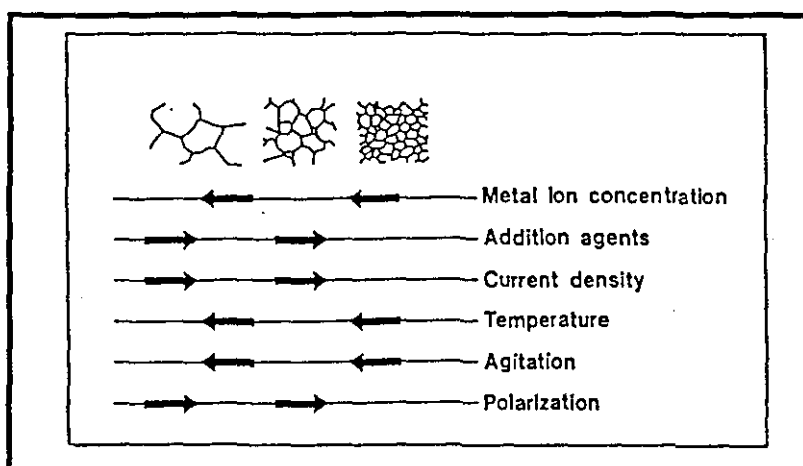 Metal Ion concentration
Addition agents
Current density
Temperature
Agitation
Polarization